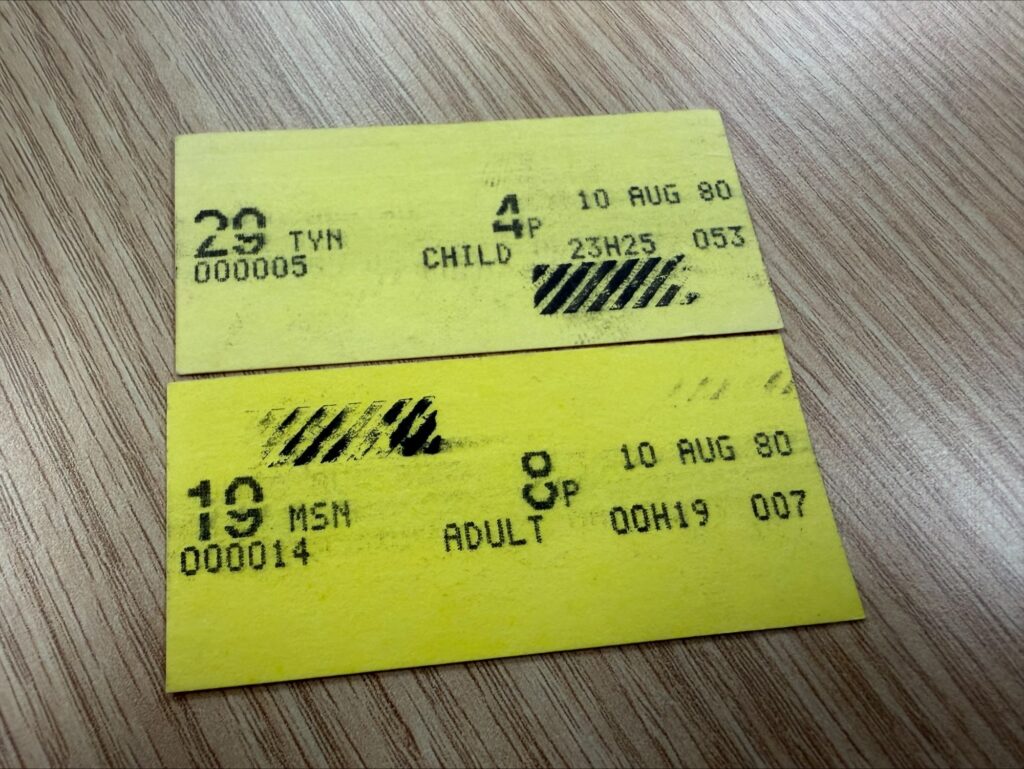 4P 10 AUG 80
29 TYN CHILD 23H25 053
000005
8P 10 AUG 80
19 MSN ADULT 00H19 007
000014